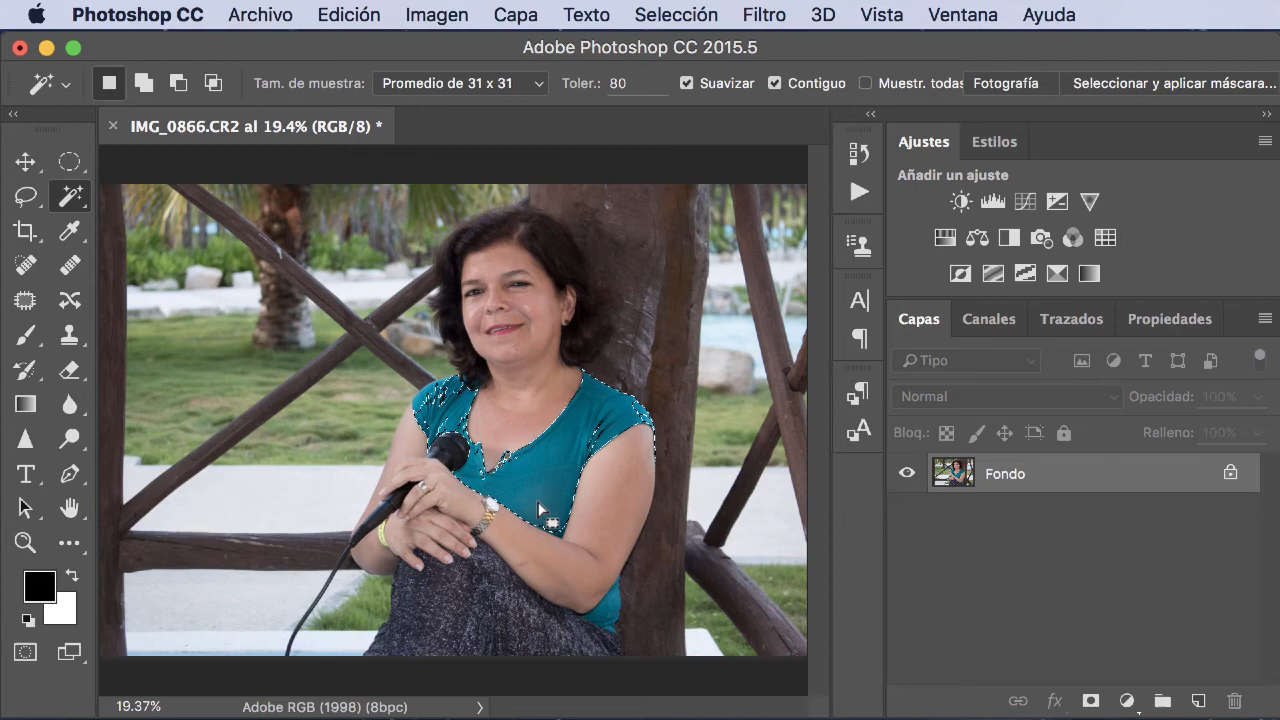 Photoshop CC Archivo Edición Imagen Capa Texto Selección Filtro 3D Vista Ventana Ayuda
Adobe Photoshop CC 2015.5
Tam. de muestra: Promedio de 31 x 31 Toler.: 80 Suavizar Contiguo Muestr. todas Fotografía Seleccionar y aplicar máscara...
IMG_0866.CR2 al 19.4% (RGB/8) *
Ajustes Estilos
Añadir un ajuste
Capas Canales Trazados Propiedades
Tipo
Normal Opacidad: 100%
Bloq.: Relleno: 100%
Fondo
19.37% Adobe RGB (1998) (8bpc)